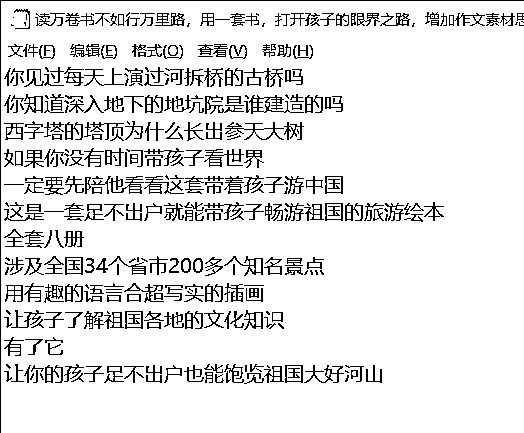 读万卷书不如行万里路，用一套书，打开孩子的眼界之路，增加作文素材
文件(F) 编辑(E) 格式(O) 查看(V) 帮助(H)
你见过每天上演过河拆桥的古桥吗
你知道深入地下的地坑院是谁建造的吗
西字塔的塔顶为什么长出参天大树
如果你没有时间带孩子看世界
一定要先陪他看看这套带着孩子游中国
这是一套足不出户就能带孩子畅游祖国的旅游绘本
全套八册
涉及全国34个省市200多个知名景点
用有趣的语言合超写实的插画
让孩子了解祖国各地的文化知识
有了它
让你的孩子足不出户也能饱览祖国大好河山